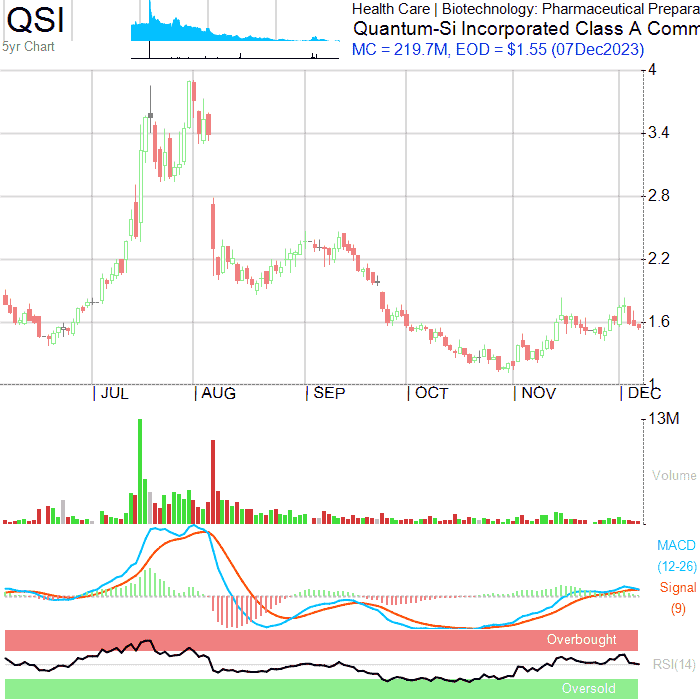 QSI
5yr Chart
Health Care | Biotechnology: Pharmaceutical Prepara
Quantum-Si Incorporated Class A Comm
MC = 219.7M, EOD = $1.55 (07Dec2023)
4
3.4
2.8
2.2
1.6
1
JUL AUG SEP OCT NOV DEC
13M
Volume
MACD
(12-26)
Signal
(9)
Overbought
RSI(14)
Oversold